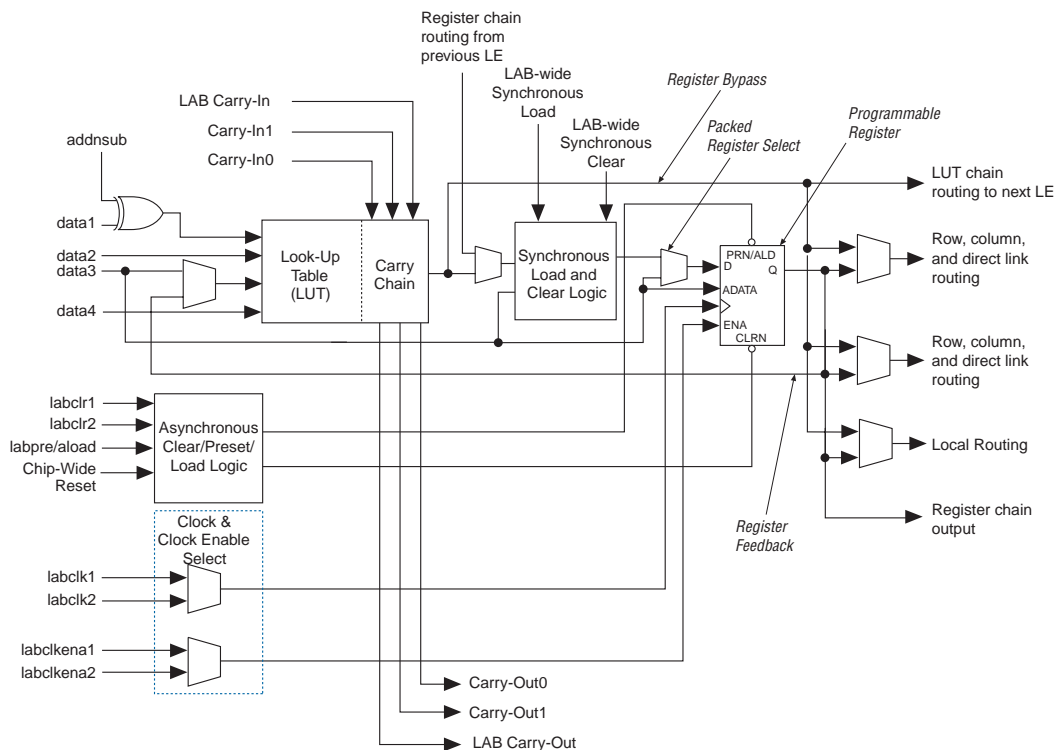 Register chain
routing from
previous LE
LAB-wide
Synchronous
Load
LAB-wide
Synchronous
Clear
Register Bypass
Packed
Register Select
Programmable
Register
LAB Carry-In
Carry-In1
Carry-In0
addnsub
data1
data2
data3
data4
Look-Up
Table
(LUT)
Carry
Chain
Synchronous
Load and
Clear Logic
PRN/ALD
D
Q
ADATA
ENA
CLRN
LUT chain
routing to next LE
Row, column,
and direct link
routing
Row, column,
and direct link
routing
Local Routing
Register chain
output
Register
Feedback
labclr1
labclr2
labpre/aload
Chip-Wide
Reset
Asynchronous
Clear/Preset/
Load Logic
Clock &
Clock Enable
Select
labclk1
labclk2
labclkena1
labclkena2
Carry-Out0
Carry-Out1
LAB Carry-Out